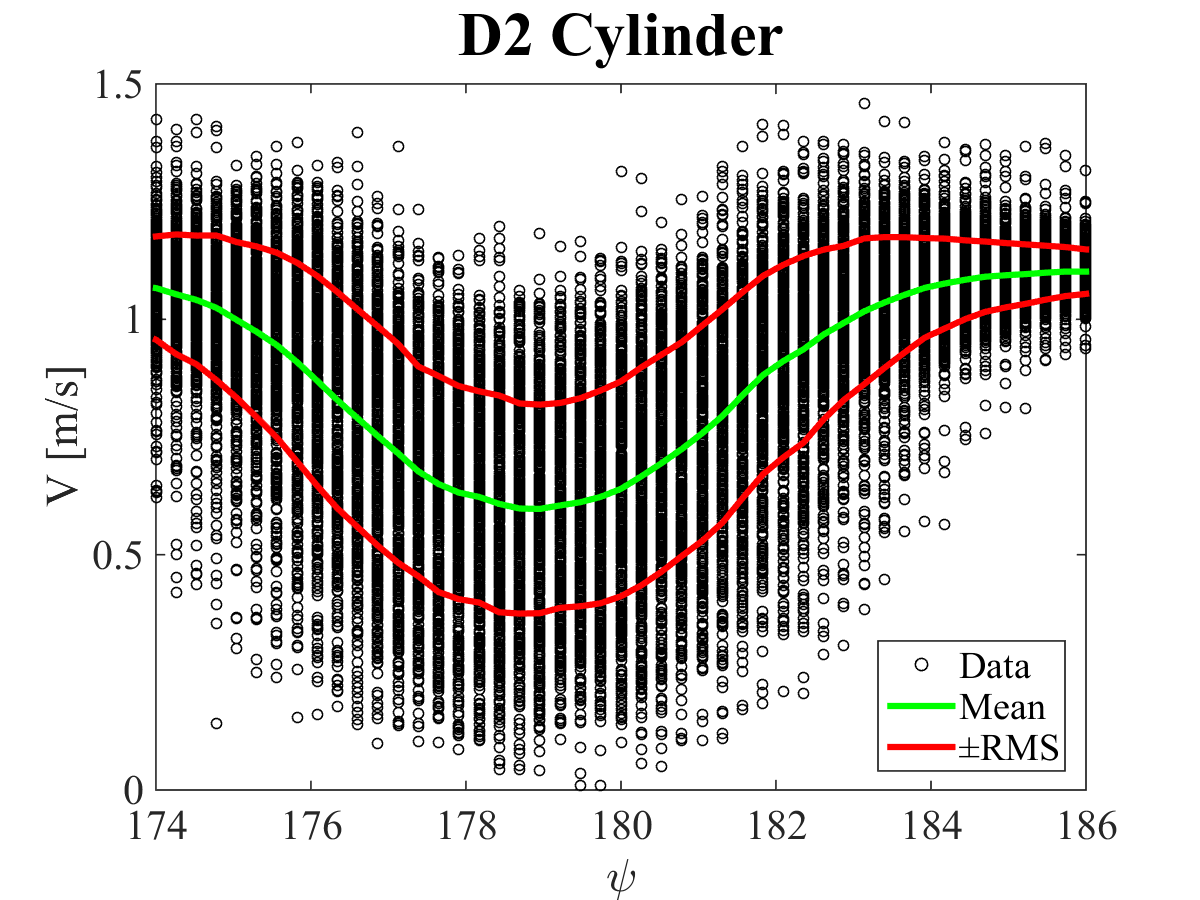 D2 Cylinder
1.5
1
0.5
0
V [m/s]
174 176 178 180 182 184 186
ψ
Data
Mean
±RMS